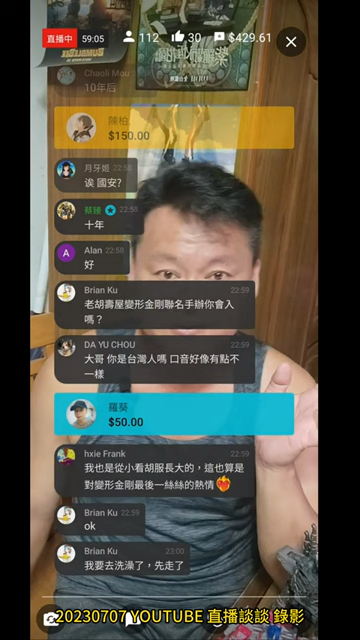 直播中
59:05
112
30
$429.61
Chaoli Mou
10年后
陳柏
$150.00
月牙姬 22:58
诶 國安?
蔡臻 22:58
十年
A
Alan 22:58
好
Brian Ku 22:59
老胡壽屋變形金剛聯名手辦你會入
嗎?
DA YU CHOU 22:59
大哥 你是台灣人嗎 口音好像有點不
一樣
羅葵
$50.00
hxie Frank 22:59
我也是從小看胡服長大的,這也算是
對變形金剛最後一絲絲的熱情
Brian Ku 22:59
ok
Brian Ku 23:00
我要去洗澡了,先走了
20230707 YOUTUBE 直播談談 錄影